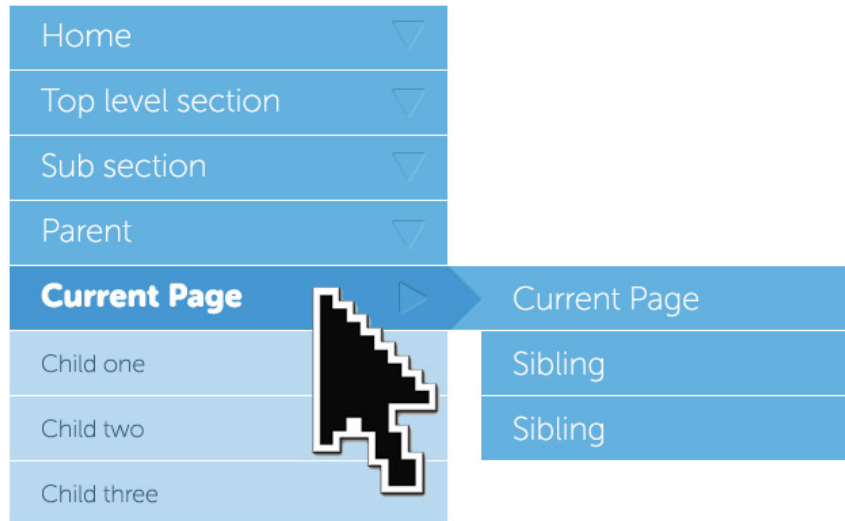 Home
Top level section
Sub section
Parent
Current Page
Child one
Child two
Child three
Current Page
Sibling
Sibling